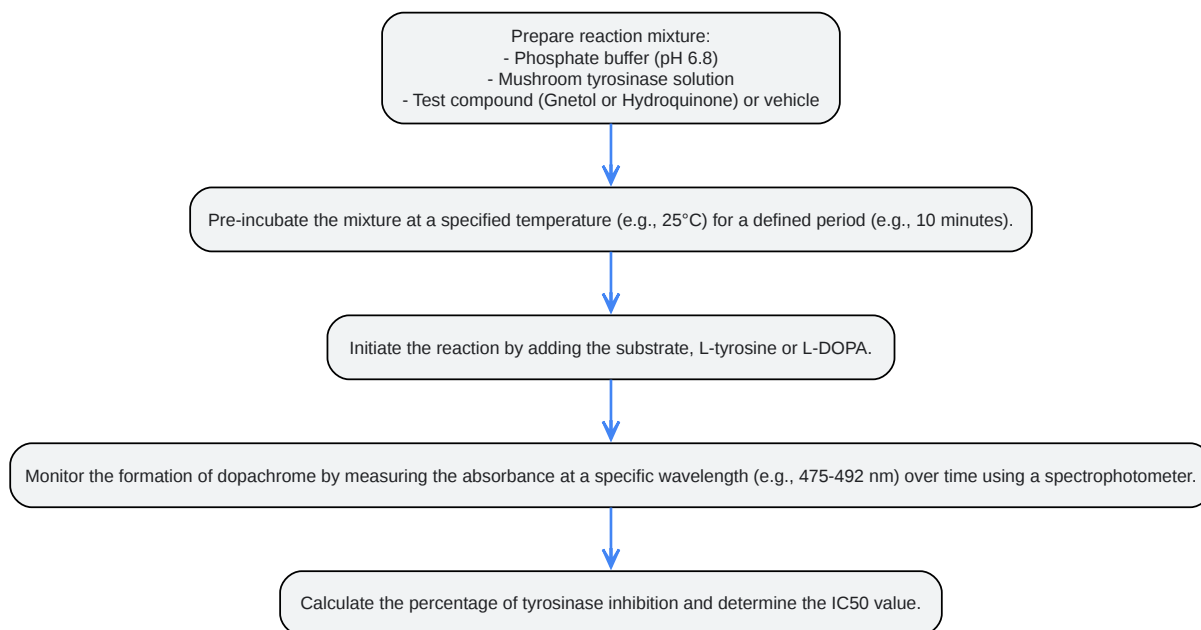 Prepare reaction mixture:
- Phosphate buffer (pH 6.8)
- Mushroom tyrosinase solution
- Test compound (Gnetol or Hydroquinone) or vehicle
Pre-incubate the mixture at a specified temperature (e.g., 25°C) for a defined period (e.g., 10 minutes).
Initiate the reaction by adding the substrate, L-tyrosine or L-DOPA.
Monitor the formation of dopachrome by measuring the absorbance at a specific wavelength (e.g., 475-492 nm) over time using a spectrophotometer.
Calculate the percentage of tyrosinase inhibition and determine the IC50 value.